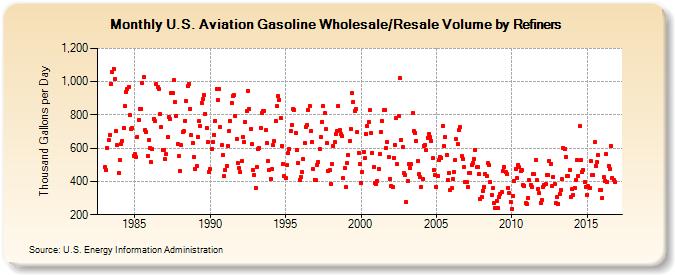 Monthly U.S. Aviation Gasoline Wholesale/Resale Volume by Refiners
Thousand Gallons per Day
1,200
1,000
800
600
400
200
1985 1990 1995 2000 2005 2010 2015
Source: U.S. Energy Information Administration